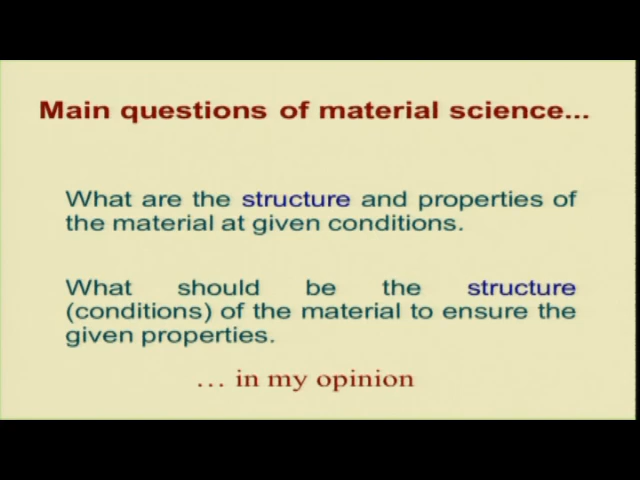 Main questions of material science...
What are the structure and properties of
the material at given conditions.
What should be the structure
(conditions) of the material to ensure the
given properties.
... in my opinion